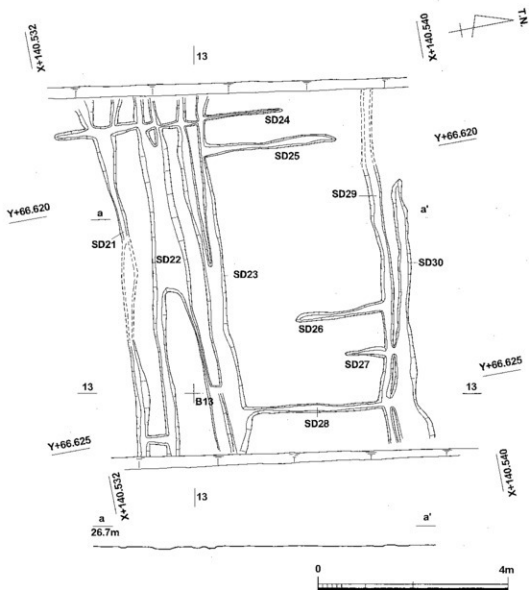 X+140.532
13
X+140.540
T.N.
SD24
Y+66.620
SD25
SD29
Y+66.620
a
a'
SD21
SD22
SD23
SD30
SD26
SD27
Y+66.625
13
B13
13
SD28
Y+66.625
X+140.532
13
X+140.540
a
a'
26.7m
0
4m